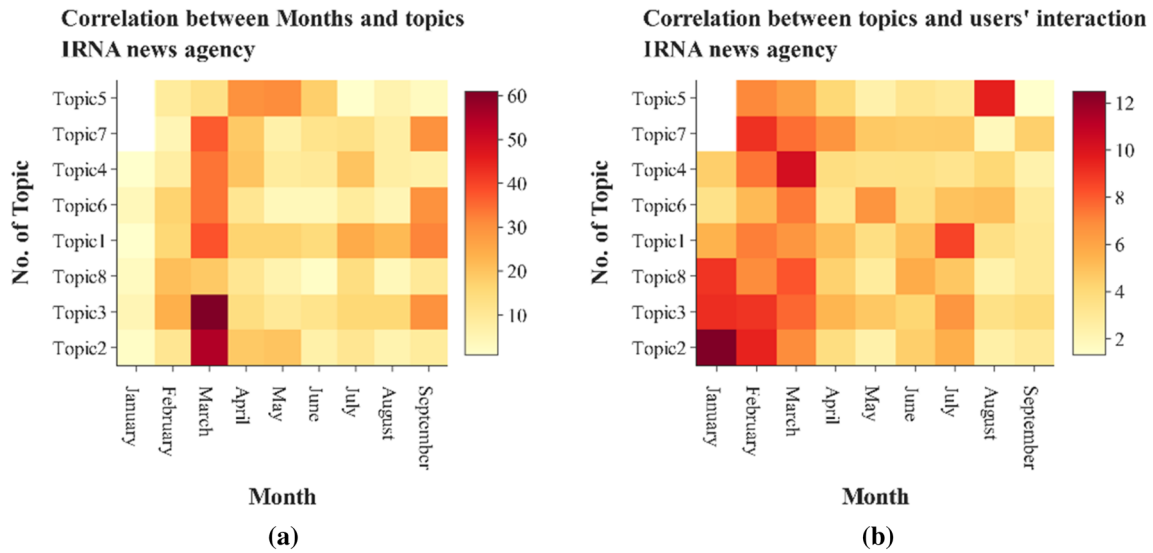 Correlation between Months and topics
IRNA news agency
No. of Topic
Topic5
Topic7
Topic4
Topic6
Topic1
Topic8
Topic3
Topic2
60
50
40
30
20
10
January
February
March
April
May
June
July
August
September
Month
(a)
Correlation between topics and users' interaction
IRNA news agency
No. of Topic
Topic5
Topic7
Topic4
Topic6
Topic1
Topic8
Topic3
Topic2
12
10
8
6
4
2
January
February
March
April
May
June
July
August
September
Month
(b)